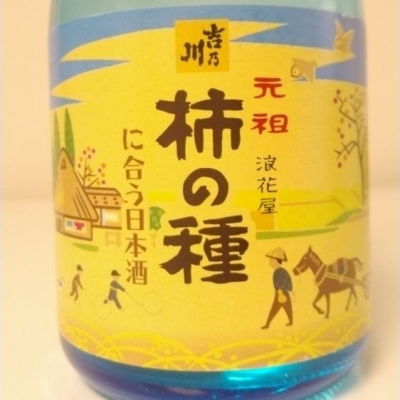 吉乃川
元祖
浪花屋
柿の種
に合う日本酒